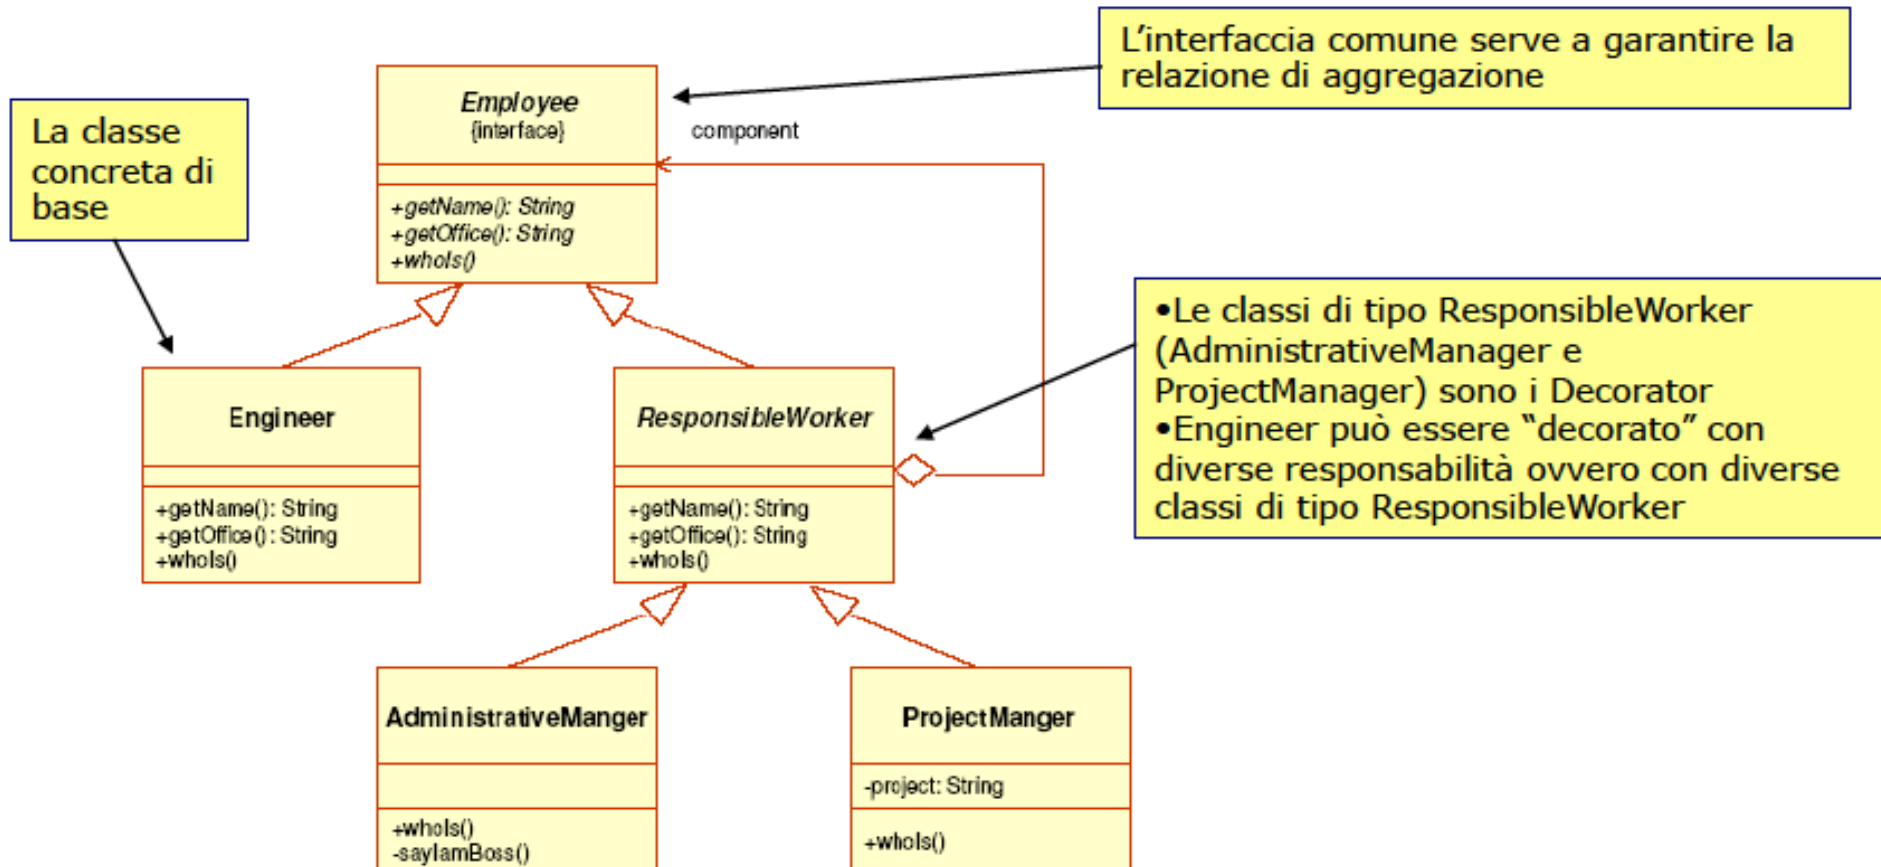 L'interfaccia comune serve a garantire la
relazione di aggregazione
Employee
{interface}
component
La classe
concreta di
base
+getName(): String
+getOffice(): String
+whoIs()
•Le classi di tipo ResponsibleWorker
(AdministrativeManager e
ProjectManager) sono i Decorator
•Engineer può essere “decorato” con
diverse responsabilità ovvero con diverse
classi di tipo ResponsibleWorker
Engineer
+getName(): String
+getOffice(): String
+whoIs()
ResponsibleWorker
+getName(): String
+getOffice(): String
+whoIs()
AdministrativeManger
+whoIs()
-sayIamBoss()
ProjectManger
-project: String
+whoIs()